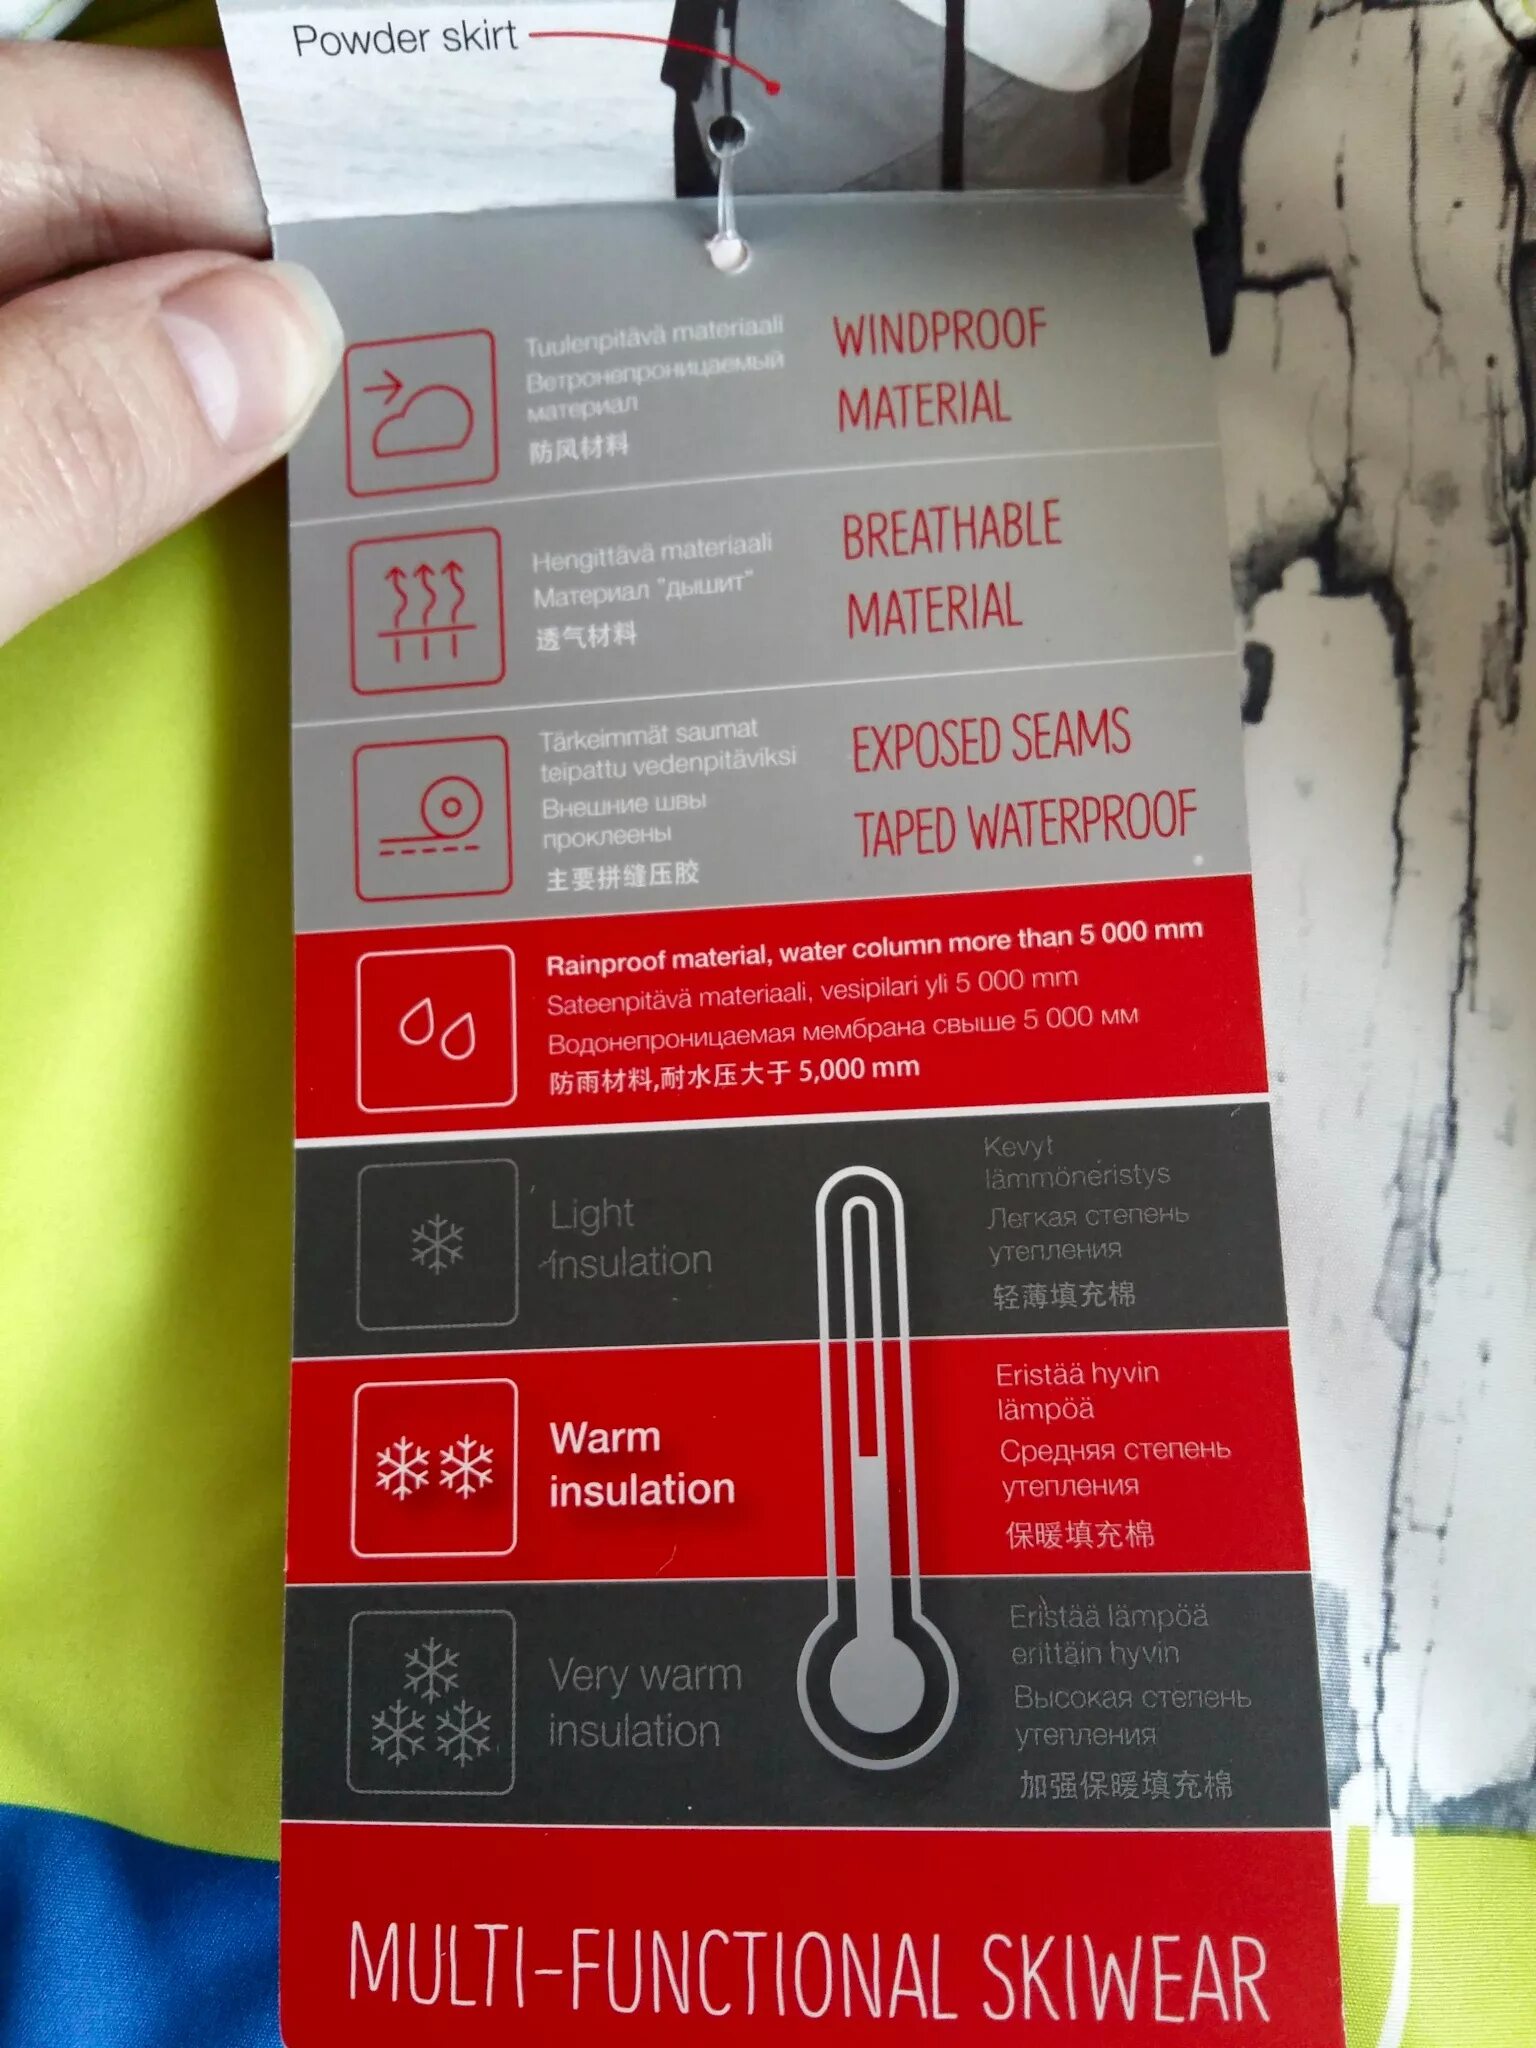 Powder skirt
Tuulenpitävä materiaali
Ветронепроницаемый
материал
防风材料
WINDPROOF
MATERIAL
Hengittävä materiaali
Материал "дышит"
透气材料
BREATHABLE
MATERIAL
Tärkeimmät saumat
teipattu vedenpitäviksi
Внешние швы
проклеены
主要拼缝压胶
EXPOSED SEAMS
TAPED WATERPROOF
Rainproof material, water column more than 5 000 mm
Sateenpitävä materiaali, vesipilari yli 5 000 mm
Водонепроницаемая мембрана свыше 5 000 мм
防雨材料,耐水压大于 5,000 mm
Light
insulation
Kevyt
lämmöneristys
Легкая степень
утепления
轻薄填充棉
Warm
insulation
Eristää hyvin
lämpöä
Средняя степень
утепления
保暖填充棉
Very warm
insulation
Eristää lämpöä
erittäin hyvin
Высокая степень
утепления
加强保暖填充棉
MULTI-FUNCTIONAL SKIWEAR